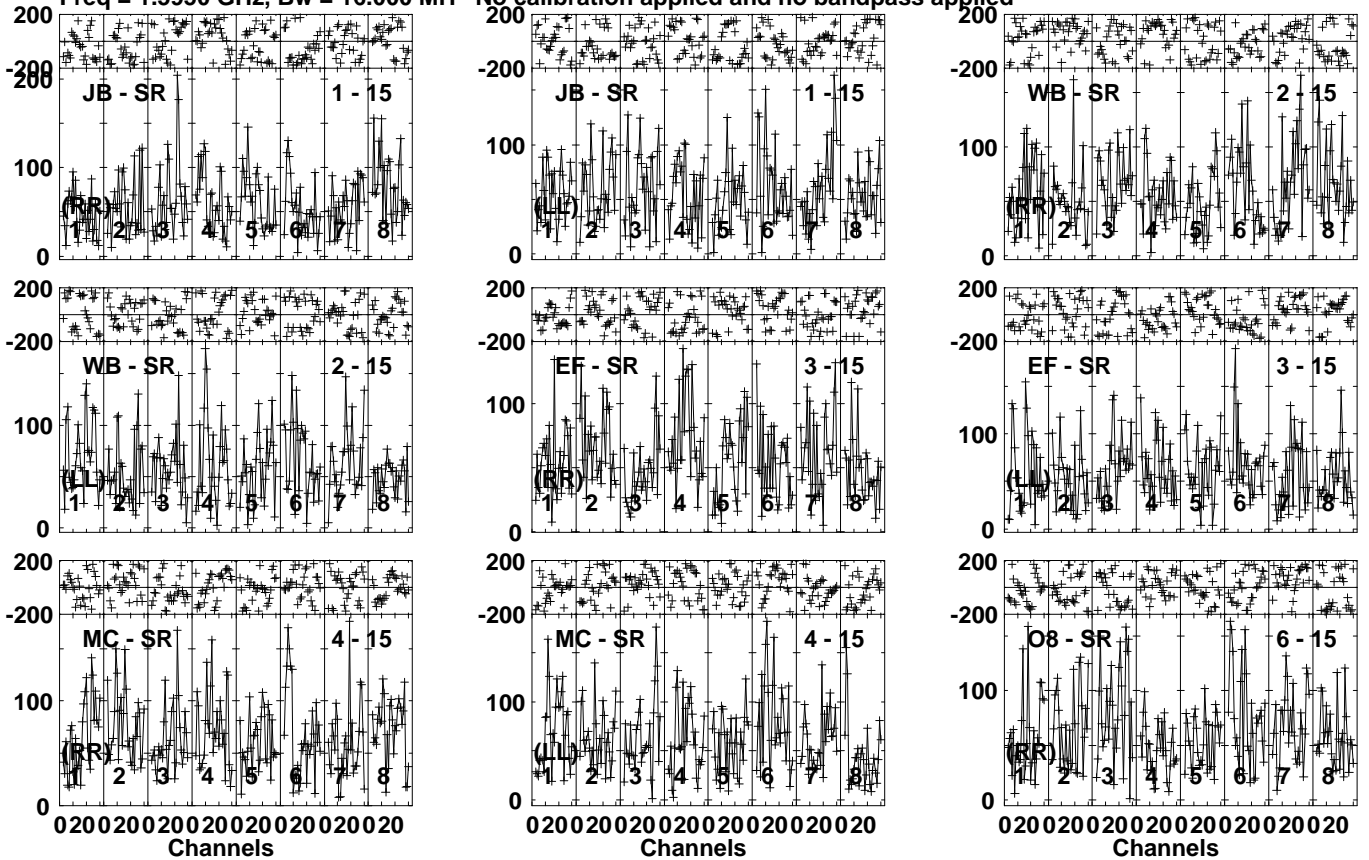 Freq = GHz, Bw = 16.000 MH No calibration applied and no bandpass applied
200 200 200
-200 -200 -200
200
JB - SR 1 - 15 JB - SR 1 - 15 WB - SR 2 - 15
100 100 100
(RR) (LL) (RR)
1 2 3 4 5 6 7 8 1 2 3 4 5 6 7 8 1 2 3 4 5 6 7 8
0 0 0
200 200 200
-200 -200 -200
WB - SR 2 - 15 EF - SR 3 - 15 EF - SR 3 - 15
100 100 100
(LL) (RR) (LL)
1 2 3 4 5 6 7 8 1 2 3 4 5 6 7 8 1 2 3 4 5 6 7 8
0 0 0
200 200 200
-200 -200 -200
MC - SR 4 - 15 MC - SR 4 - 15 O8 - SR 6 - 15
100 100 100
(RR) (LL) (RR)
1 2 3 4 5 6 7 8 1 2 3 4 5 6 7 8 1 2 3 4 5 6 7 8
0 0 0
0 20 0 20 0 20 0 20 0 20 0 20 0 20 0 20 0 20 0 20 0 20 0 20 0 20 0 20 0 20 0 20 0 20 0 20 0 20 0 20 0 20 0 20 0 20 0 20
Channels Channels Channels